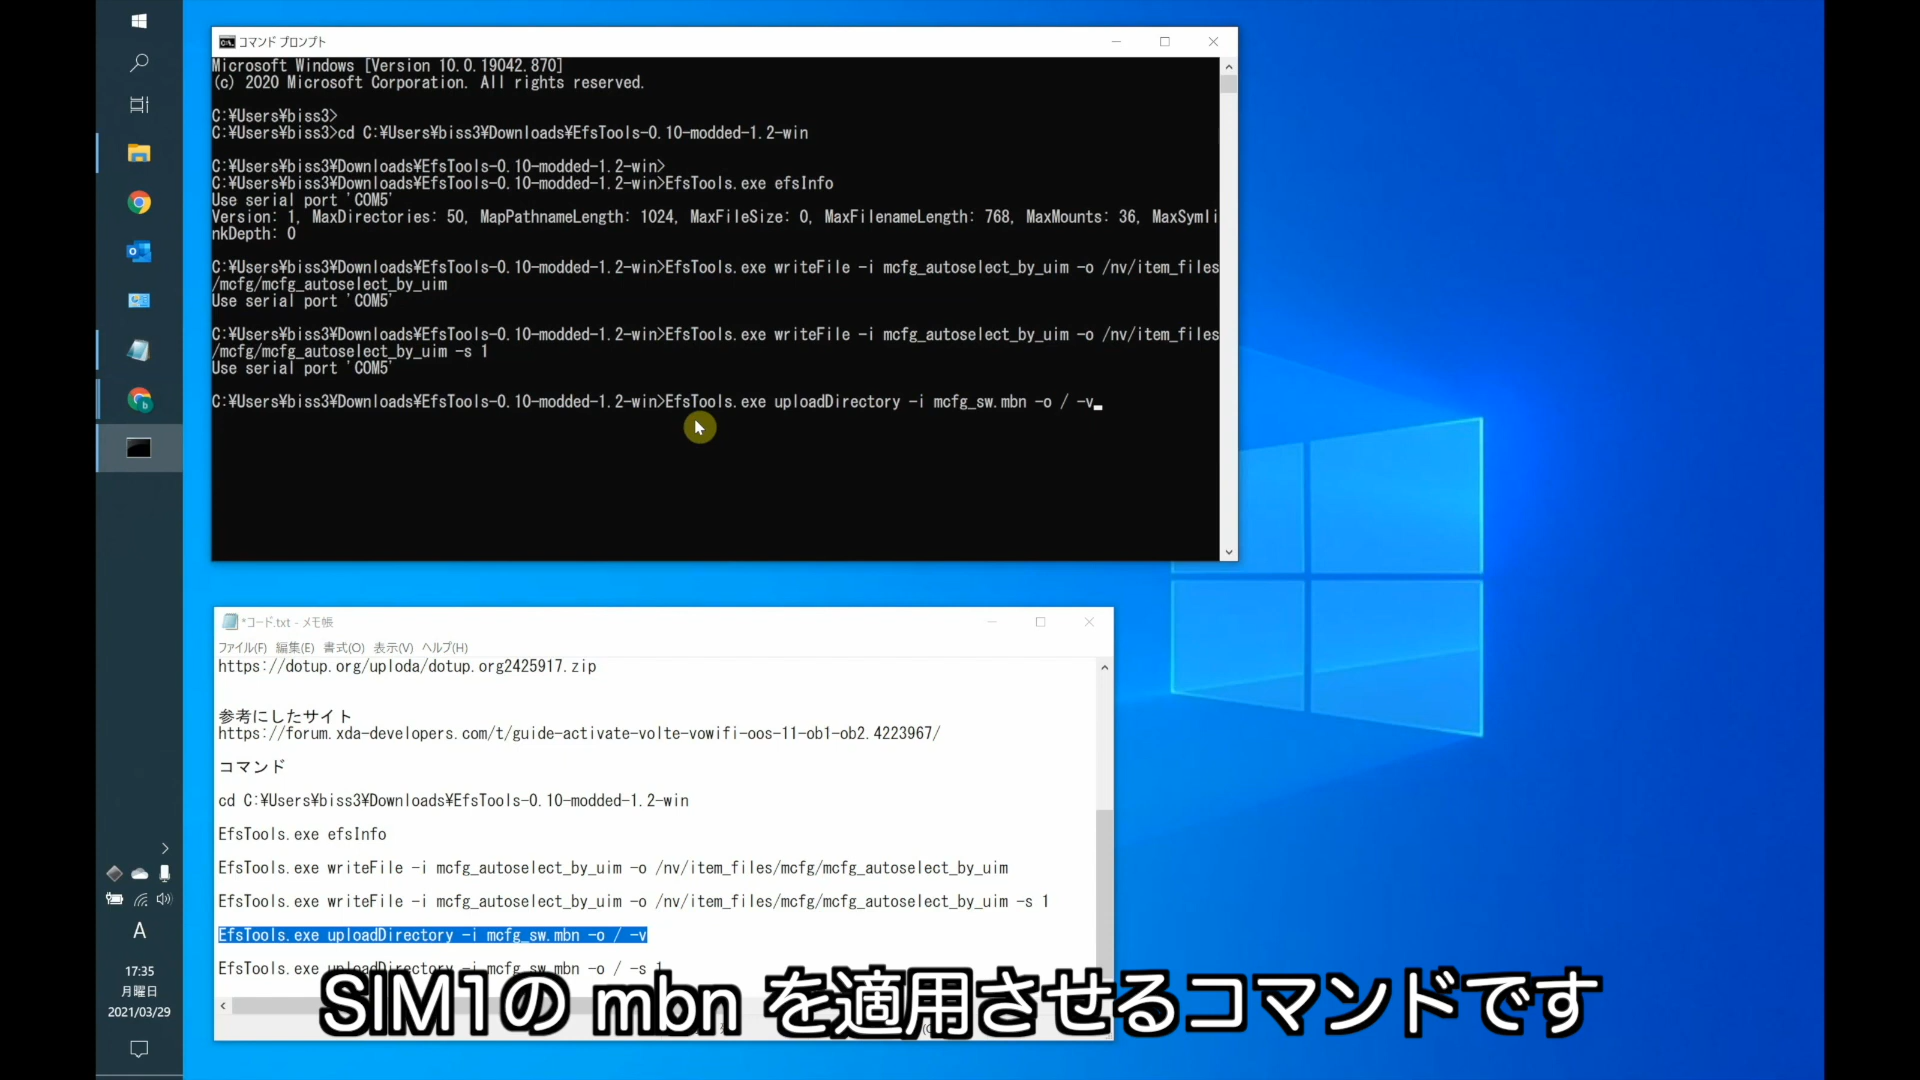 コマンド プロンプト
Microsoft Windows [Version 10.0.19042.870]
(c) 2020 Microsoft Corporation. All rights reserved.
C:¥Users¥biss3>
C:¥Users¥biss3>cd C:¥Users¥biss3¥Downloads¥EfsTools-0.10-modded-1.2-win
C:¥Users¥biss3¥Downloads¥EfsTools-0.10-modded-1.2-win>
C:¥Users¥biss3¥Downloads¥EfsTools-0.10-modded-1.2-win>EfsTools.exe efsInfo
Use serial port 'COM5'
Version: 1, MaxDirectories: 50, MapPathnameLength: 1024, MaxFileSize: 0, MaxFilenameLength: 768, MaxMounts: 36, MaxSymli
nkDepth: 0
C:¥Users¥biss3¥Downloads¥EfsTools-0.10-modded-1.2-win>EfsTools.exe writeFile -i mcfg_autoselect_by_uim -o /nv/item_files
/mcfg/mcfg_autoselect_by_uim
Use serial port 'COM5'
C:¥Users¥biss3¥Downloads¥EfsTools-0.10-modded-1.2-win>EfsTools.exe writeFile -i mcfg_autoselect_by_uim -o /nv/item_files
/mcfg/mcfg_autoselect_by_uim -s 1
Use serial port 'COM5'
C:¥Users¥biss3¥Downloads¥EfsTools-0.10-modded-1.2-win>EfsTools.exe uploadDirectory -i mcfg_sw.mbn -o / -v
*コード.txt - メモ帳
ファイル(F) 編集(E) 書式(O) 表示(V) ヘルプ(H)
https://dotup.org/uploda/dotup.org2425917.zip
参考にしたサイト
https://forum.xda-developers.com/t/guide-activate-volte-vowifi-oos-11-ob1-ob2.4223967/
コマンド
cd C:¥Users¥biss3¥Downloads¥EfsTools-0.10-modded-1.2-win
EfsTools.exe efsInfo
EfsTools.exe writeFile -i mcfg_autoselect_by_uim -o /nv/item_files/mcfg/mcfg_autoselect_by_uim
EfsTools.exe writeFile -i mcfg_autoselect_by_uim -o /nv/item_files/mcfg/mcfg_autoselect_by_uim -s 1
EfsTools.exe uploadDirectory -i mcfg_sw.mbn -o / -v
EfsTools.exe uploadDirectory -i mcfg_sw.mbn -o / -s 1
SIM1の mbn を適用させるコマンドです
A
17:35
月曜日
2021/03/29